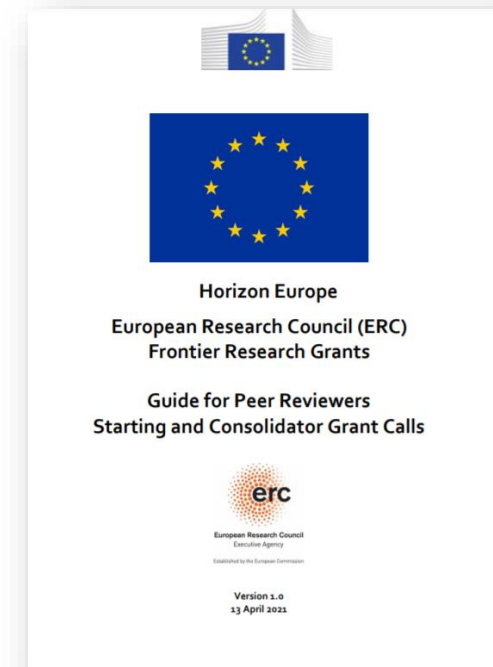 Horizon Europe
European Research Council (ERC)
Frontier Research Grants
Guide for Peer Reviewers
Starting and Consolidator Grant Calls
erc
European Research Council
Executive Agency
Established by the European Commission
Version 1.0
13 April 2021